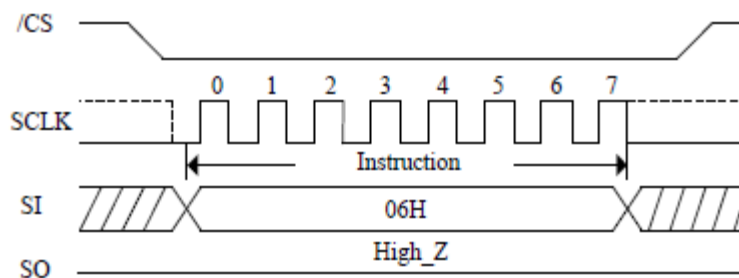 /CS
0 1 2 3 4 5 6 7
SCLK
Instruction
SI
06H
High_Z
SO